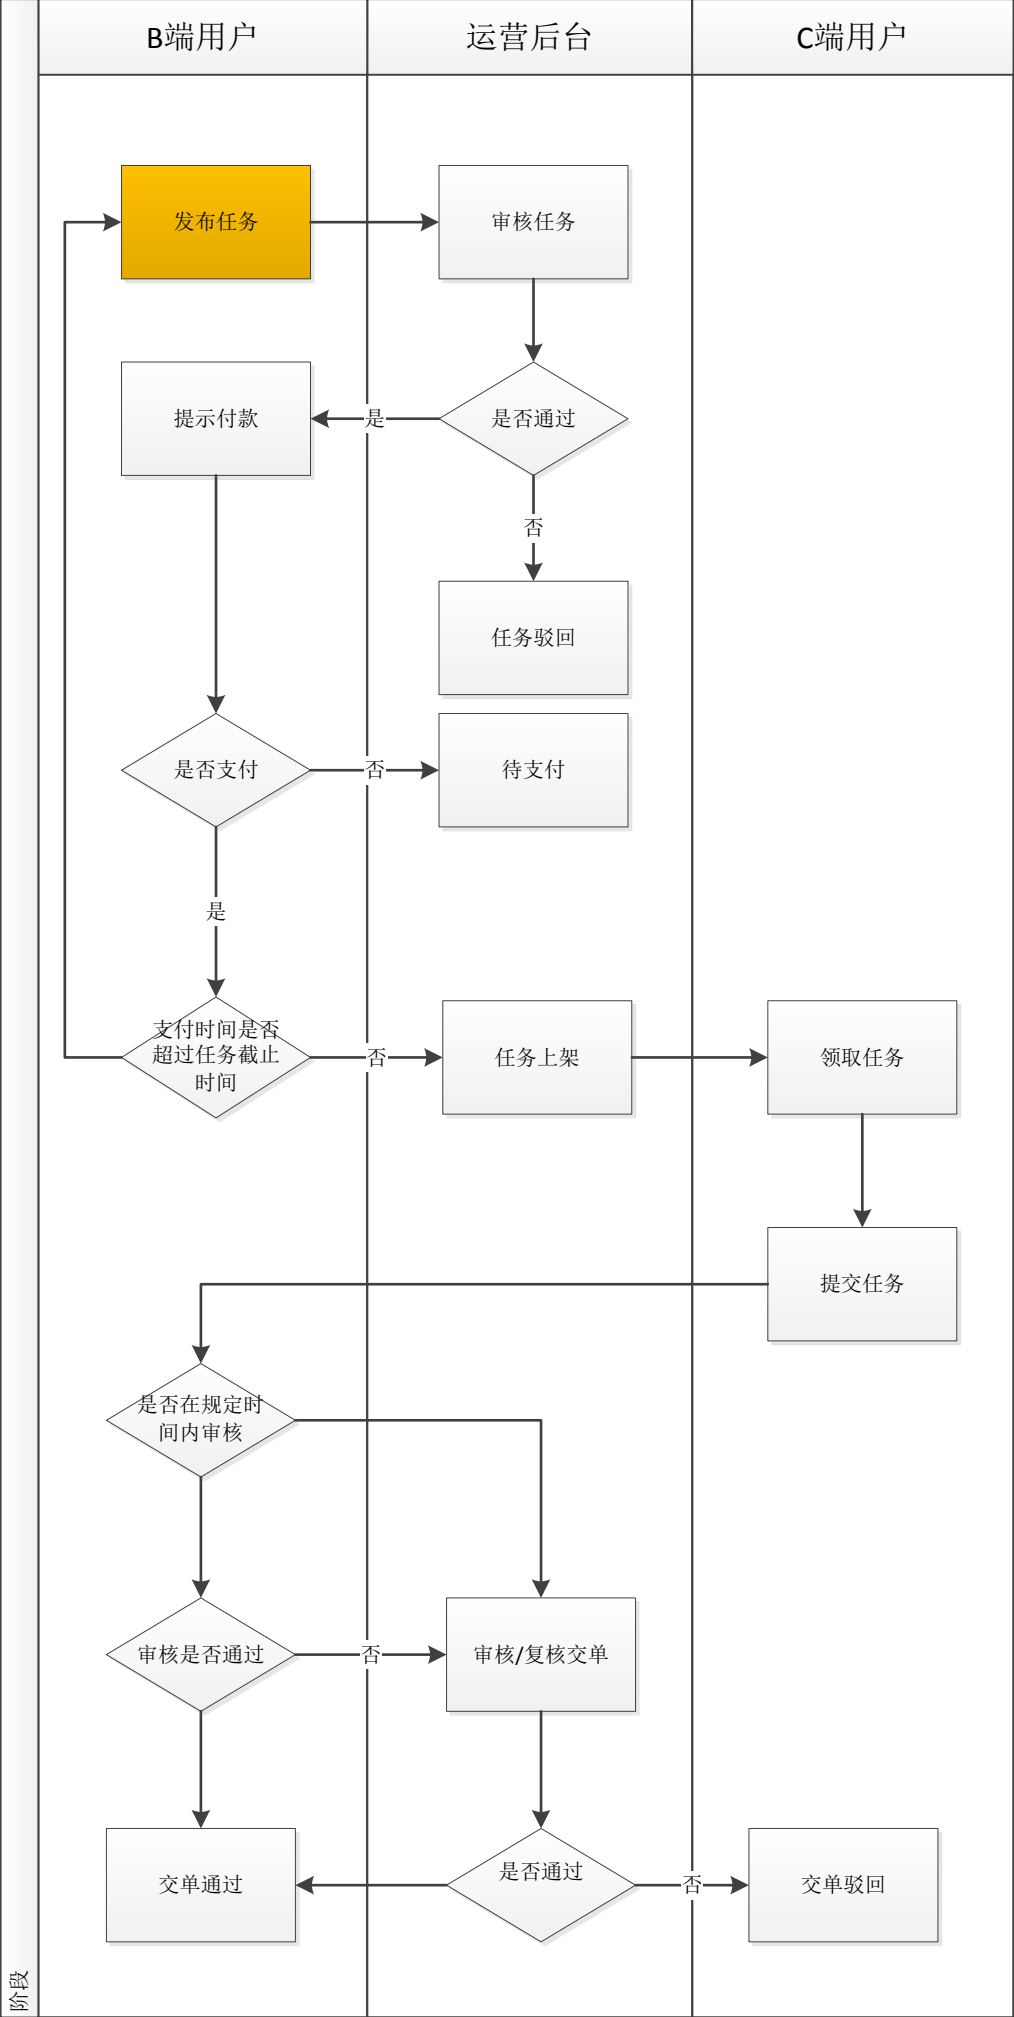 B端用户
运营后台
C端用户
发布任务
审核任务
提示付款
是
是否通过
否
任务驳回
是否支付
否
待支付
是
支付时间是否
超过任务截止
时间
否
任务上架
领取任务
提交任务
是否在规定时
间内审核
审核是否通过
否
审核/复核交单
交单通过
是否通过
否
交单驳回
阶段